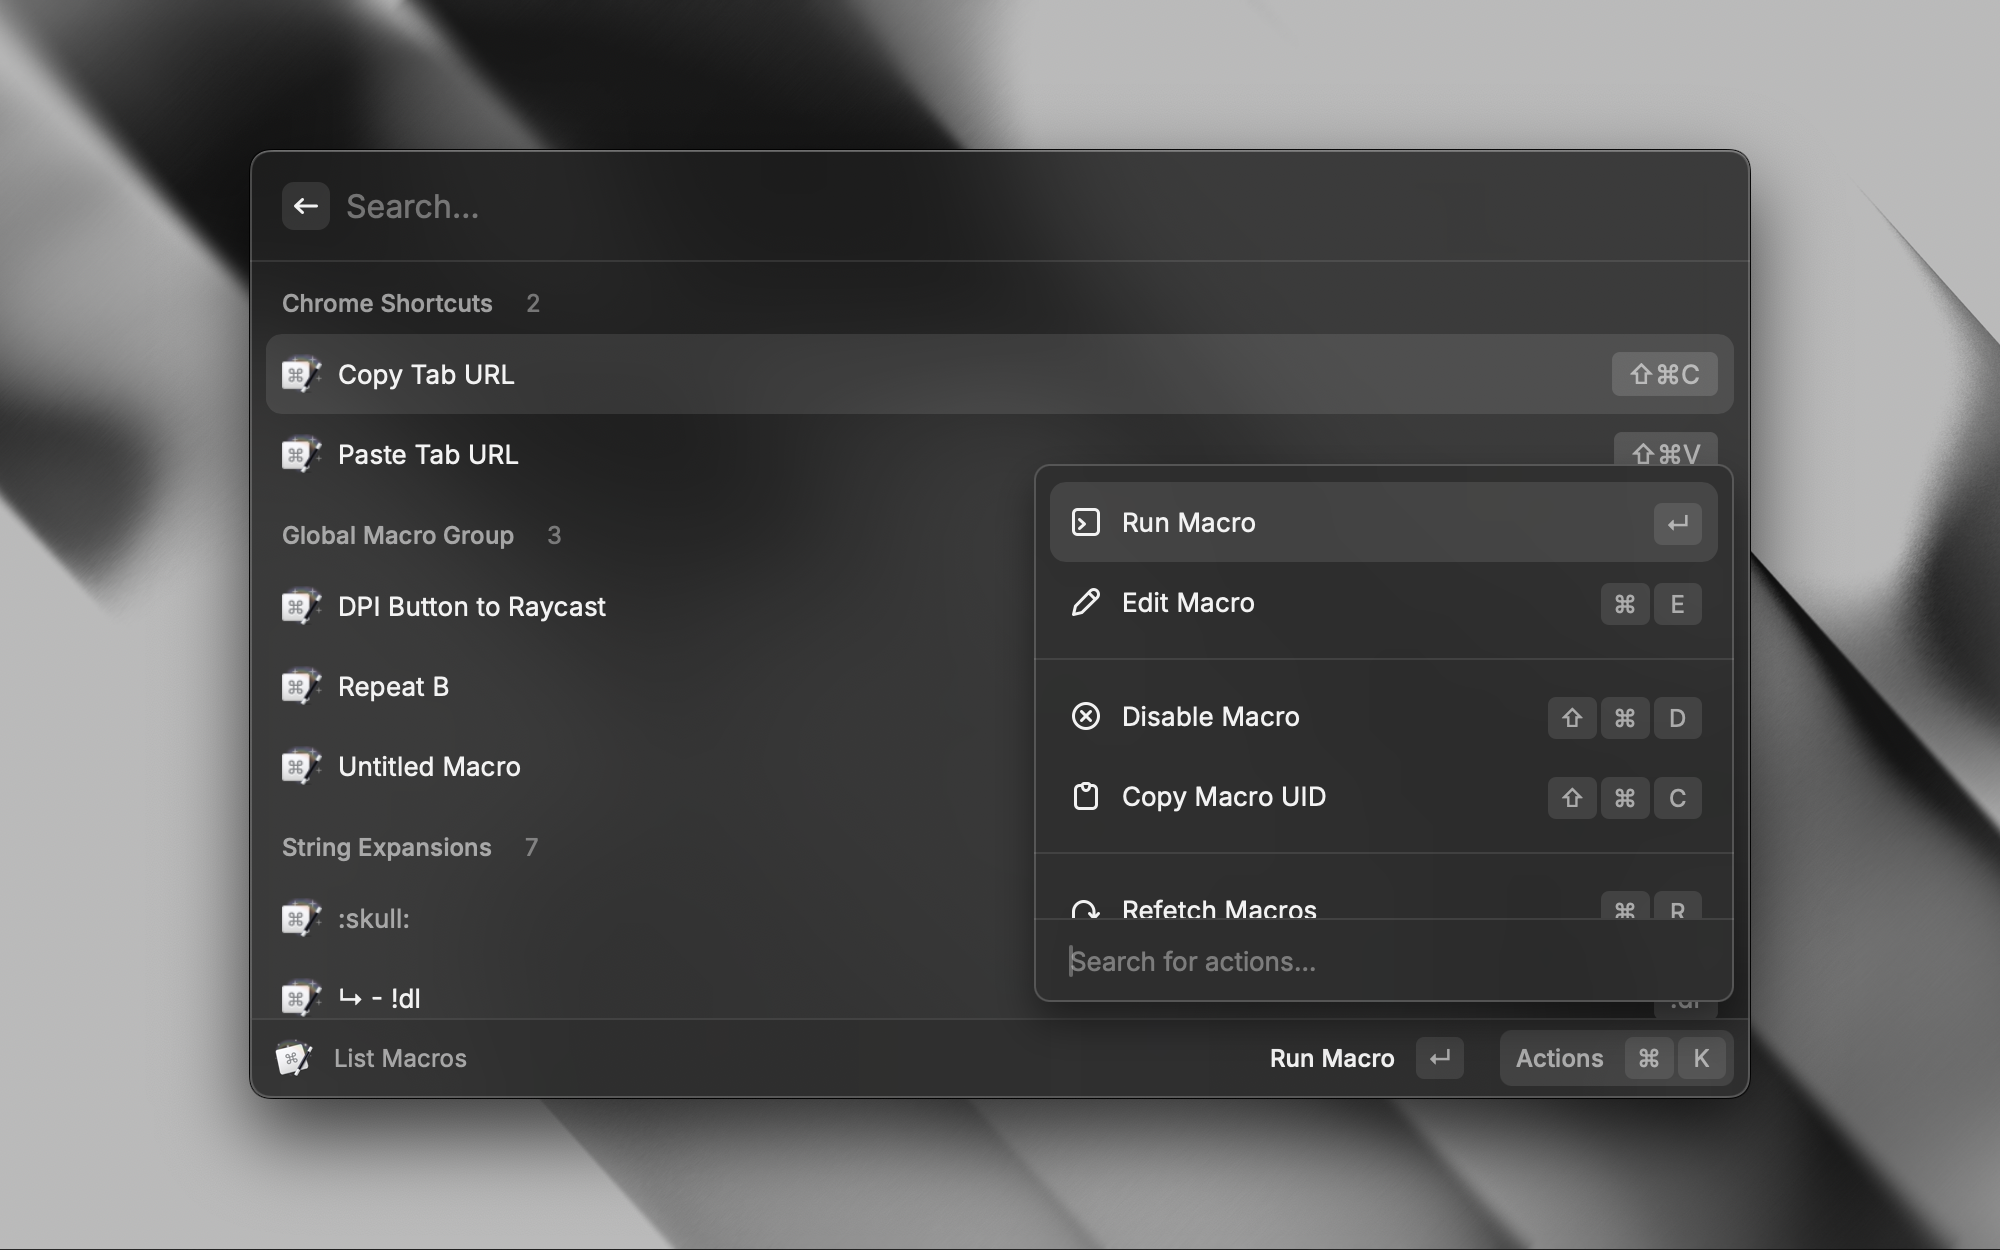 Search...
Chrome Shortcuts 2
Copy Tab URL ⇧⌘C
Paste Tab URL ⇧⌘V
Global Macro Group 3
DPI Button to Raycast
Repeat B
Untitled Macro
String Expansions 7
:skull:
↪ - !dl
Run Macro ↵
Edit Macro ⌘ E
Disable Macro ⇧ ⌘ D
Copy Macro UID ⇧ ⌘ C
Refetch Macros ⌘ R
Search for actions...
List Macros Run Macro ↵ Actions ⌘ K